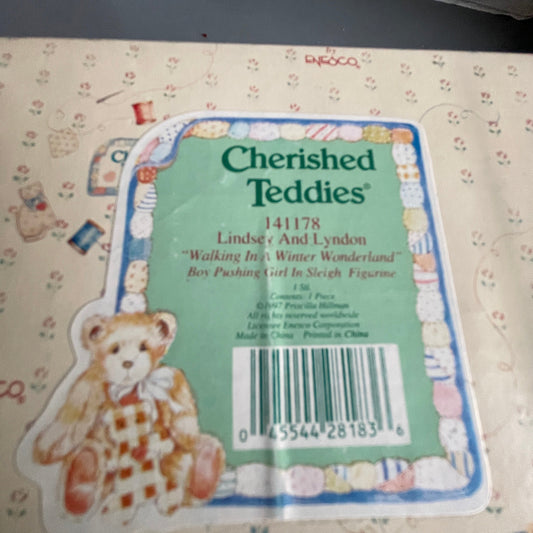 by
ENESCO®
Cherished
Teddies®
141178
Lindsey And Lyndon
"Walking In A Winter Wonderland"
Boy Pushing Girl In Sleigh Figurine
1 Stk.
Contents: 1 Piece
©1997 Priscilla Hillman
All rights reserved worldwide
Licensee Enesco Corporation
Made in China Printed in China
0 45544 28183 6
ESCO®